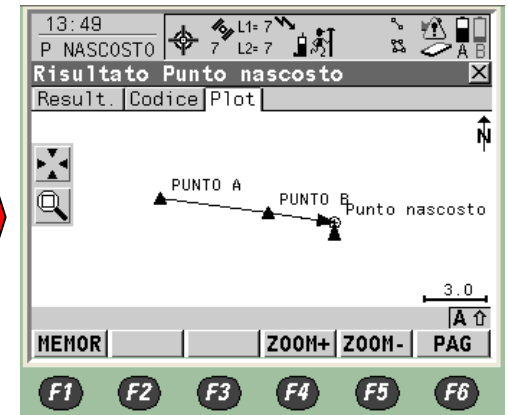 13:49
P NASCOSTO
7
L1= 7
L2= 7
A B
Risultato Punto nascosto
Result. Codice Plot
N
PUNTO A
PUNTO B
Punto nascosto
3.0
A
MEMOR ZOOM+ ZOOM- PAG
F1 F2 F3 F4 F5 F6